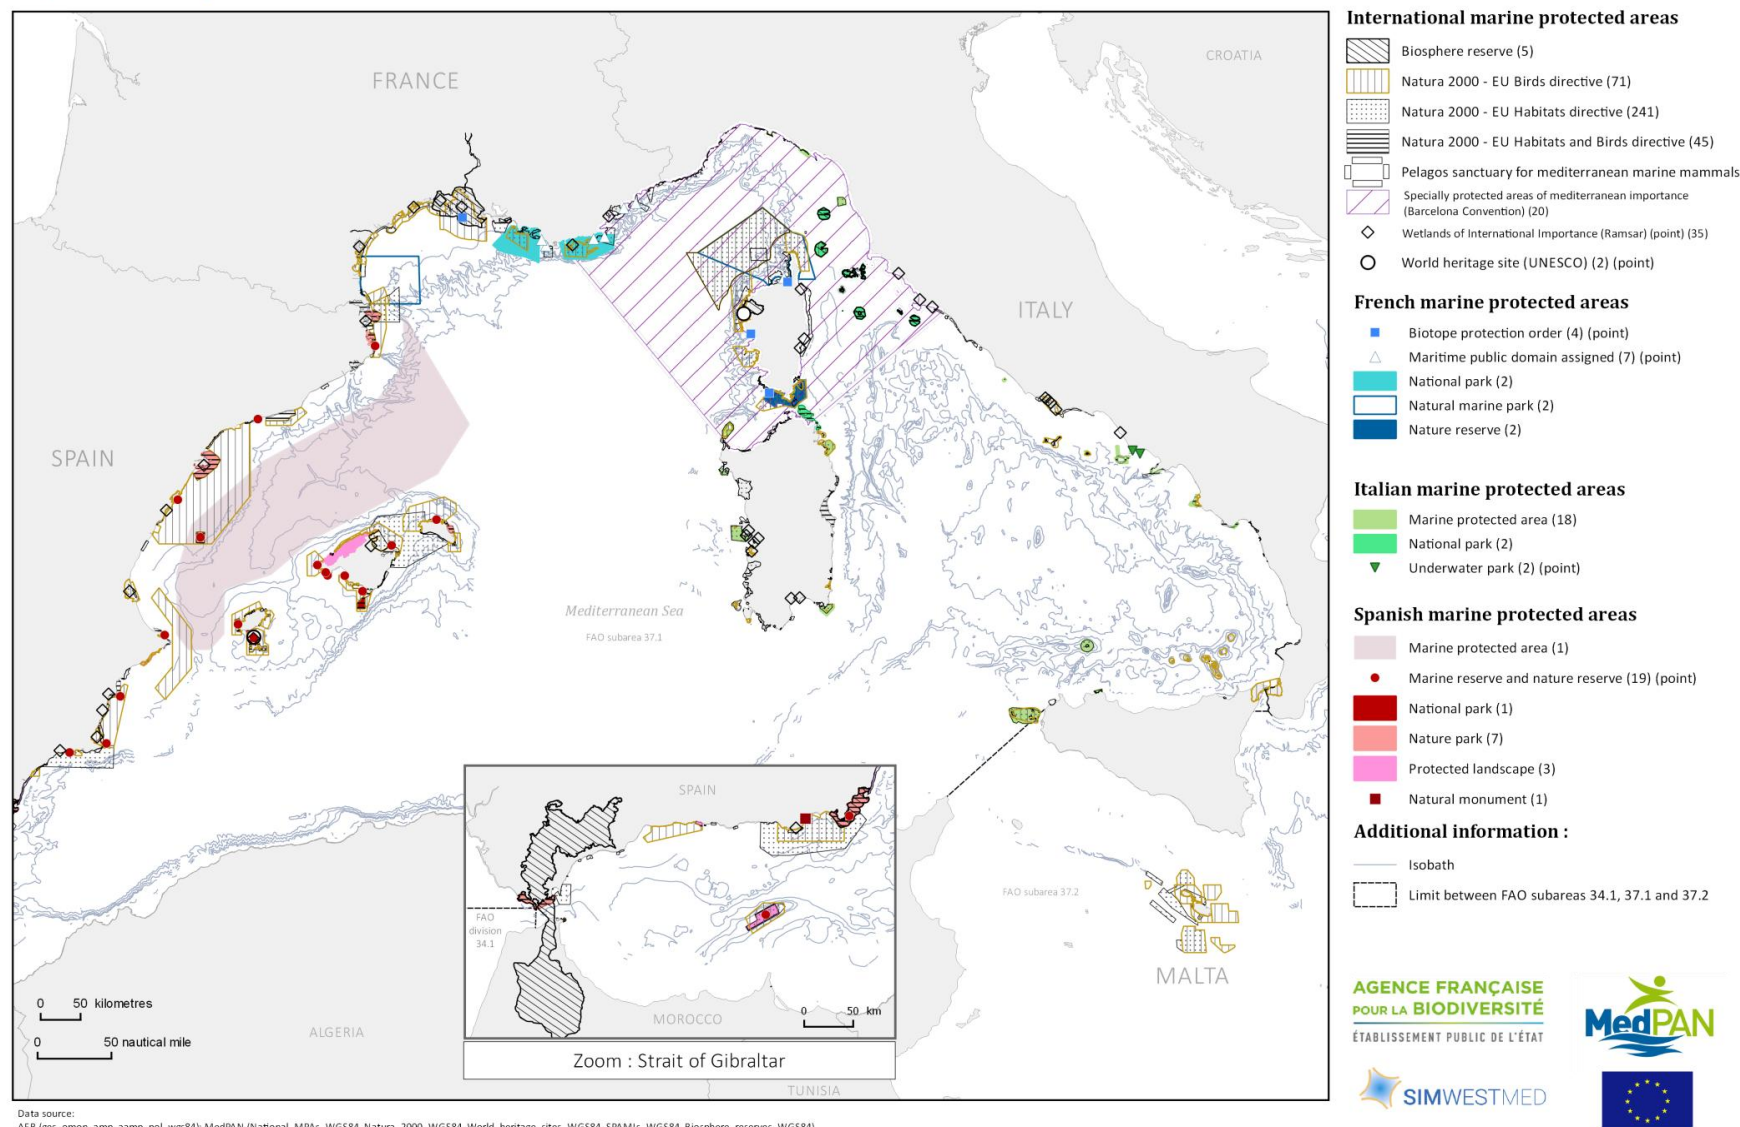 FRANCE
CROATIA
ITALY
SPAIN
Mediterranean Sea
FAO subarea 37.1
FAO subarea 37.2
MALTA
ALGERIA
TUNISIA
0 50 kilometres
0 50 nautical mile
SPAIN
FAO
division
34.1
MOROCCO
0 50 km
Zoom : Strait of Gibraltar
International marine protected areas
Biosphere reserve (5)
Natura 2000 - EU Birds directive (71)
Natura 2000 - EU Habitats directive (241)
Natura 2000 - EU Habitats and Birds directive (45)
Pelagos sanctuary for mediterranean marine mammals
Specially protected areas of mediterranean importance
(Barcelona Convention) (20)
Wetlands of International Importance (Ramsar) (point) (35)
World heritage site (UNESCO) (2) (point)
French marine protected areas
Biotope protection order (4) (point)
Maritime public domain assigned (7) (point)
National park (2)
Natural marine park (2)
Nature reserve (2)
Italian marine protected areas
Marine protected area (18)
National park (2)
Underwater park (2) (point)
Spanish marine protected areas
Marine protected area (1)
Marine reserve and nature reserve (19) (point)
National park (1)
Nature park (7)
Protected landscape (3)
Natural monument (1)
Additional information :
Isobath
Limit between FAO subareas 34.1, 37.1 and 37.2
AGENCE FRANÇAISE
POUR LA BIODIVERSITÉ
ÉTABLISSEMENT PUBLIC DE L'ÉTAT
MedPAN
SIMWESTMED
Data source: